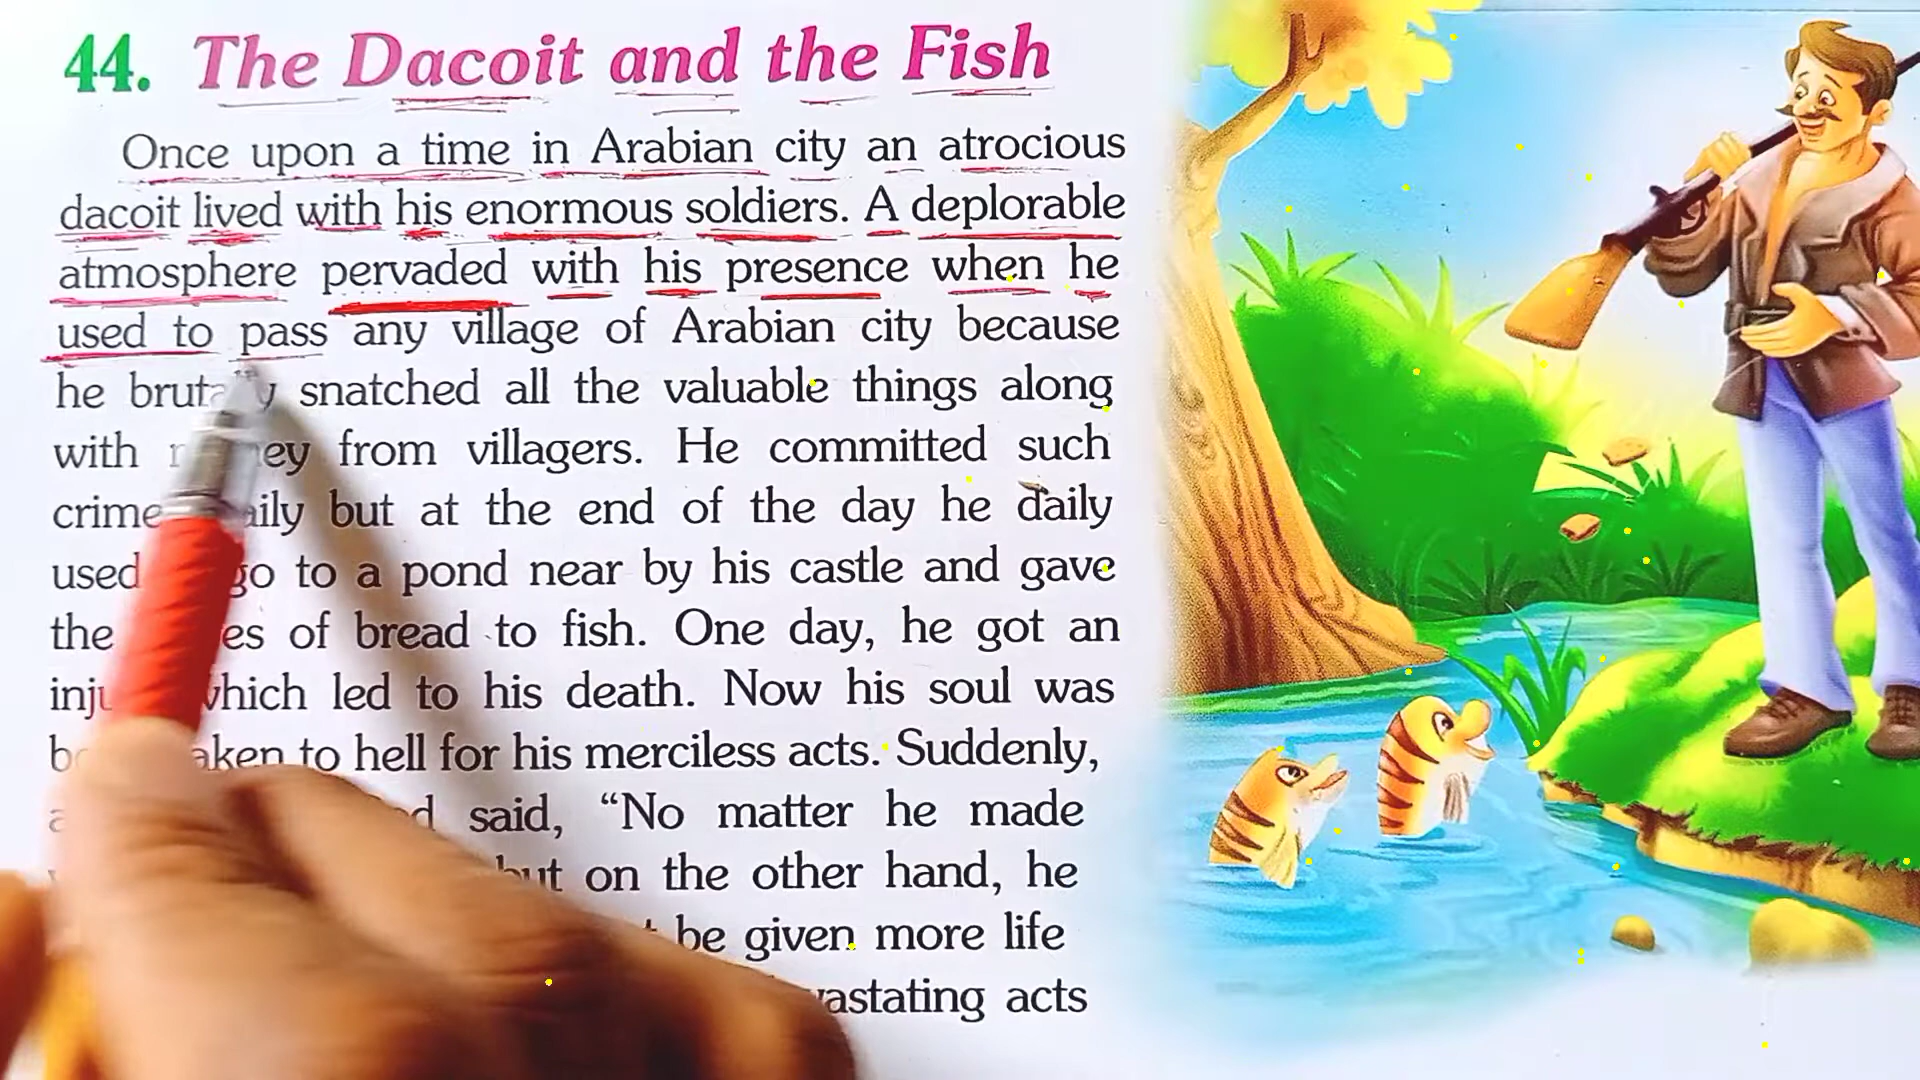 44. The Dacoit and the Fish
Once upon a time in Arabian city an atrocious
dacoit lived with his enormous soldiers. A deplorable
atmosphere pervaded with his presence when he
used to pass any village of Arabian city because
he snatched all the valuable things along
with from villagers. He committed such
but at the end of the day he daily
used to a pond near by his castle and gave
the of bread to fish. One day, he got an
which led to his death. Now his soul was
to hell for his merciless acts. Suddenly,
said, “No matter he made
but on the other hand, he
be given more life
acts